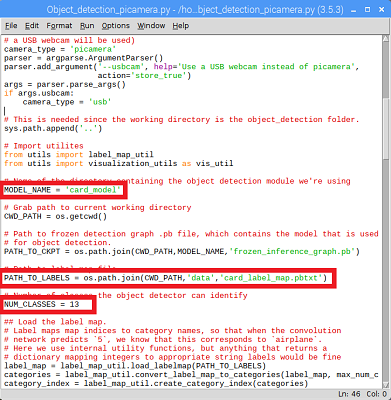 Object_detection_picamera.py - /ho...bject_detection_picamera.py (3.5.3)
File Edit Format Run Options Window Help
# a USB webcam will be used)
camera_type = 'picamera'
parser = argparse.ArgumentParser()
parser.add_argument('--usbcam', help='Use a USB webcam instead of picamera',
action='store_true')
args = parser.parse_args()
if args.usbcam:
camera_type = 'usb'
# This is needed since the working directory is the object_detection folder.
sys.path.append('..')
# Import utilites
from utils import label_map_util
from utils import visualization_utils as vis_util
# Name of the directory containing the object detection module we're using
MODEL_NAME = 'card_model'
# Grab path to current working directory
CWD_PATH = os.getcwd()
# Path to frozen detection graph .pb file, which contains the model that is used
# for object detection.
PATH_TO_CKPT = os.path.join(CWD_PATH,MODEL_NAME,'frozen_inference_graph.pb')
# Path to label map file
PATH_TO_LABELS = os.path.join(CWD_PATH,'data','card_label_map.pbtxt')
# Number of classes the object detector can identify
NUM_CLASSES = 13
## Load the label map.
# Label maps map indices to category names, so that when the convolution
# network predicts `5`, we know that this corresponds to `airplane`.
# Here we use internal utility functions, but anything that returns a
# dictionary mapping integers to appropriate string labels would be fine
label_map = label_map_util.load_labelmap(PATH_TO_LABELS)
categories = label_map_util.convert_label_map_to_categories(label_map, max_num_c
category_index = label_map_util.create_category_index(categories)
Ln: 46 Col: 0